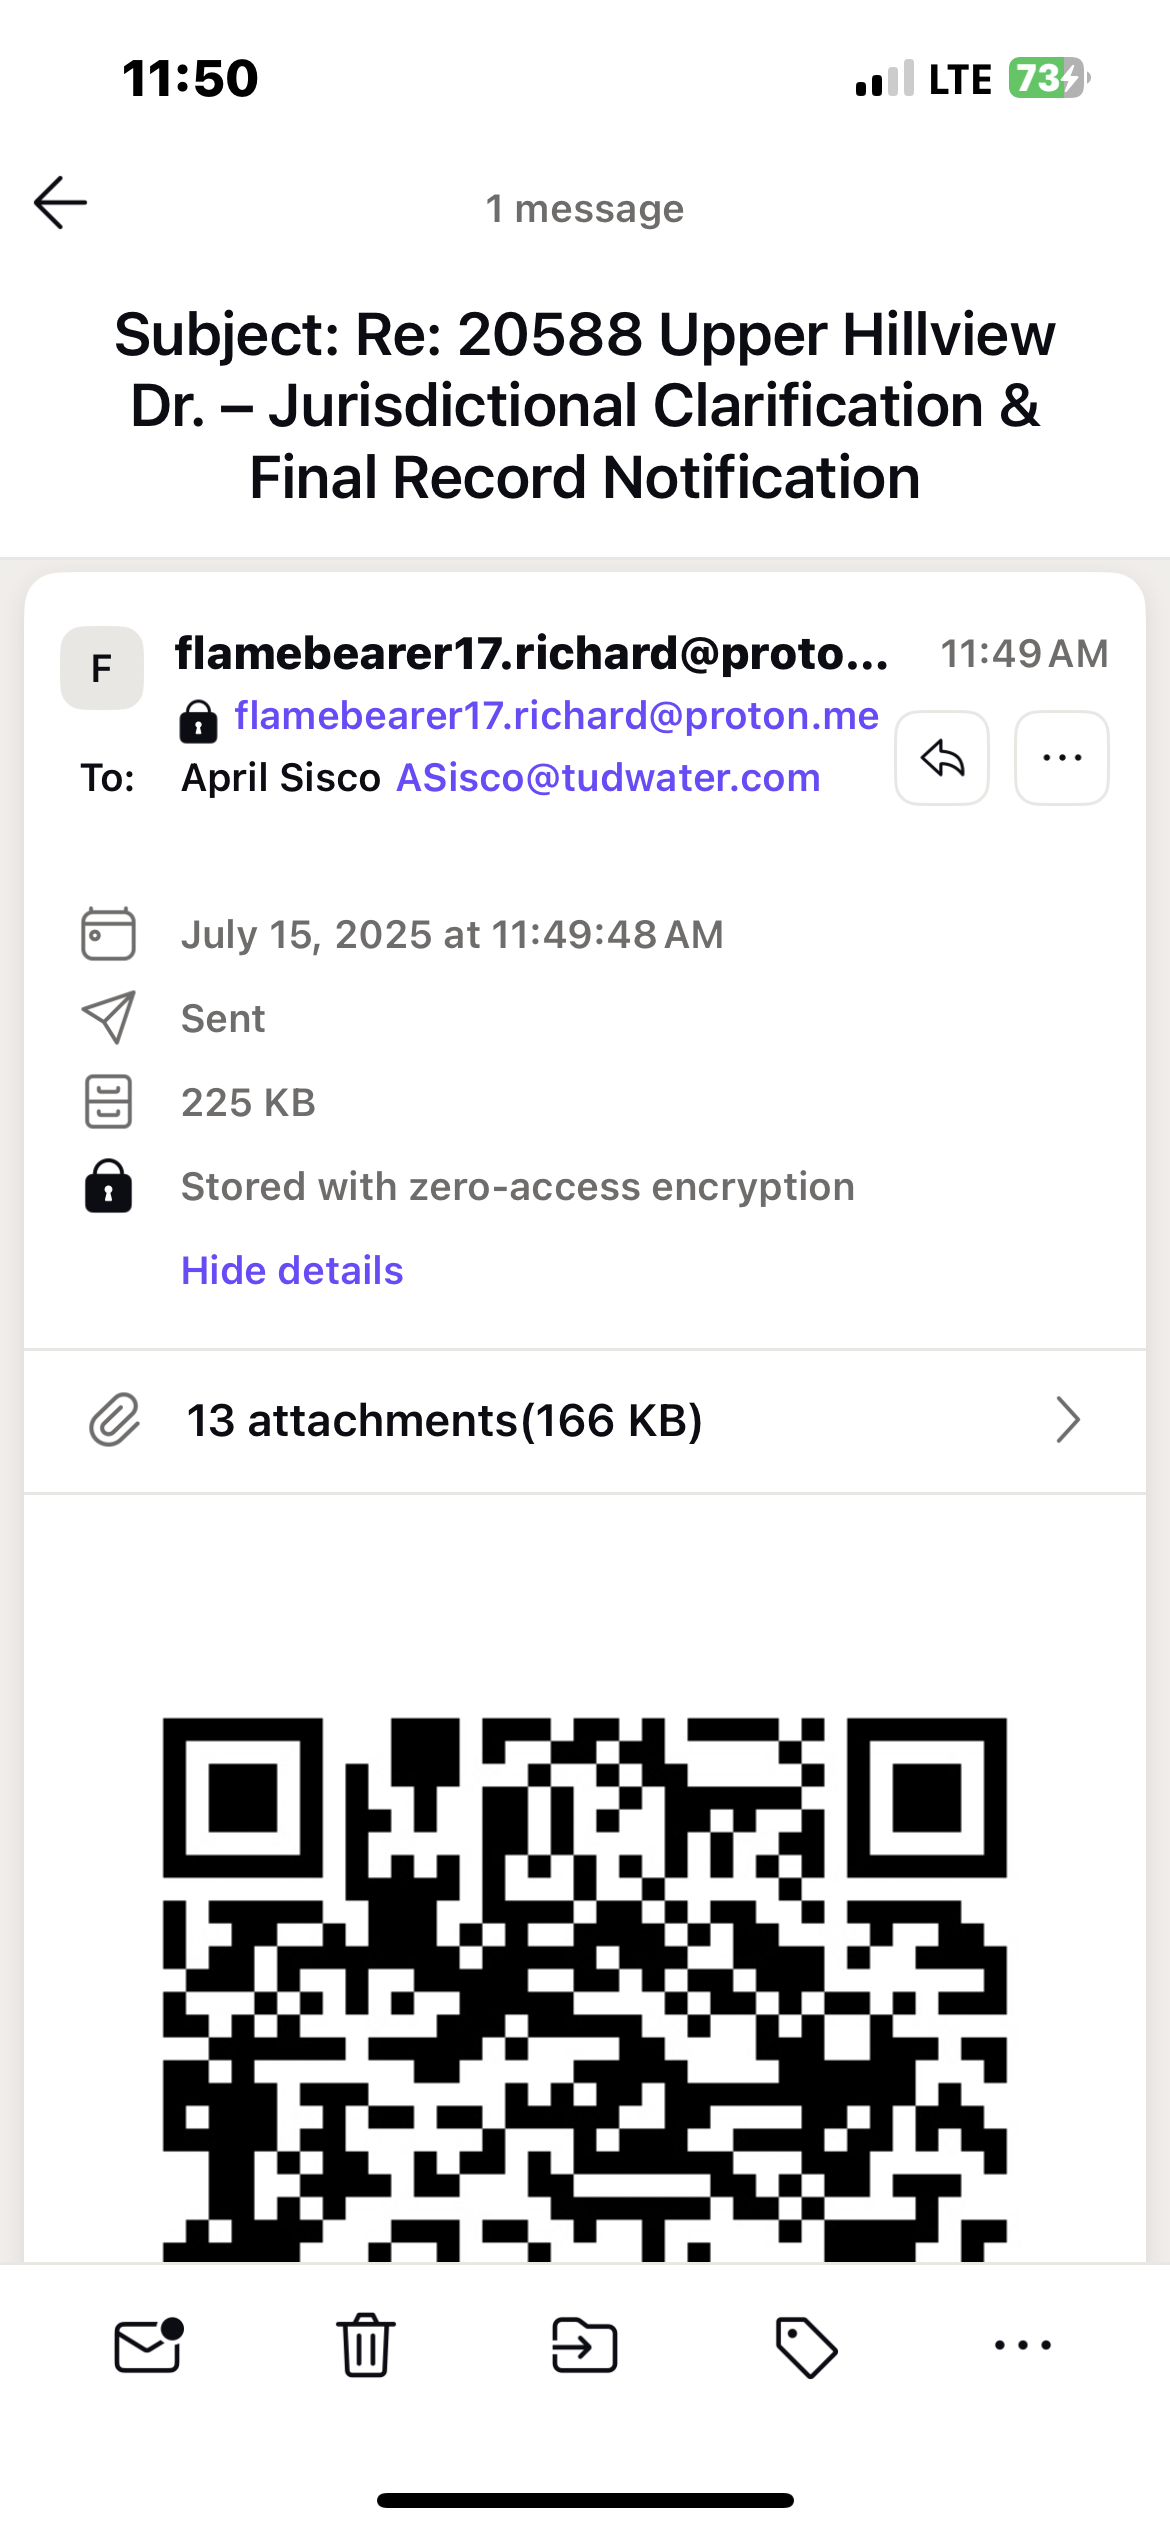 11:50
LTE 73
1 message
Subject: Re: 20588 Upper Hillview
Dr. – Jurisdictional Clarification &
Final Record Notification
F
flamebearer17.richard@proto... 11:49 AM
flamebearer17.richard@proton.me
To: April Sisco ASisco@tudwater.com
July 15, 2025 at 11:49:48 AM
Sent
225 KB
Stored with zero-access encryption
Hide details
13 attachments(166 KB)